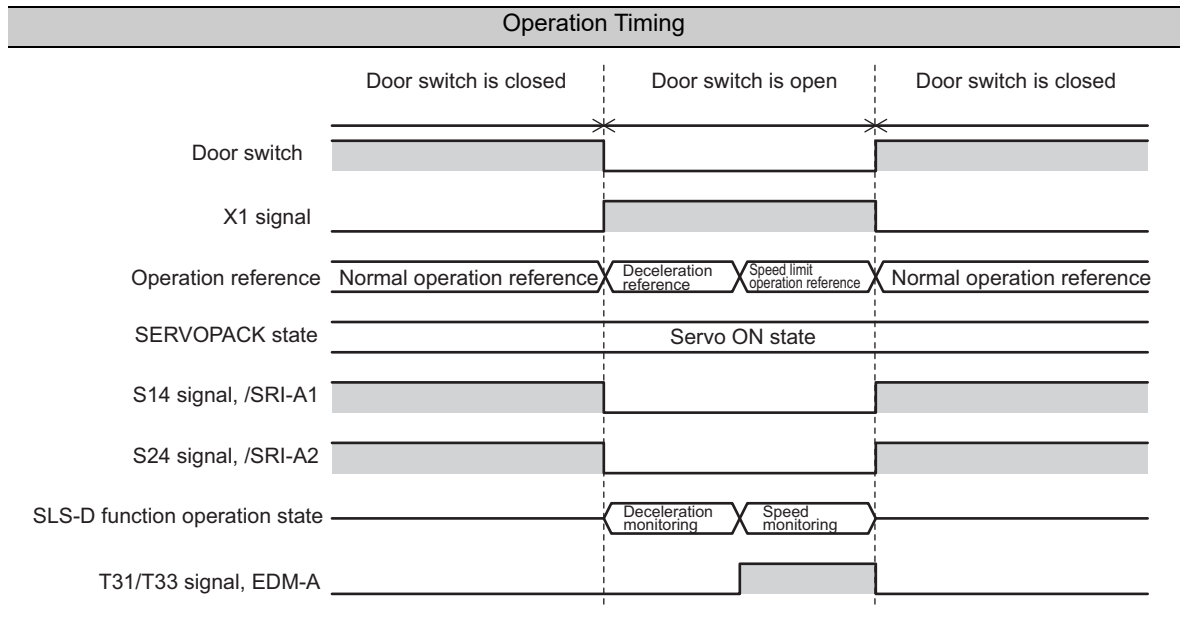 Operation Timing
Door switch is closed
Door switch is open
Door switch is closed
Door switch
X1 signal
Operation reference
Normal operation reference
Deceleration
reference
Speed limit
operation reference
Normal operation reference
SERVOPACK state
Servo ON state
S14 signal, /SRI-A1
S24 signal, /SRI-A2
SLS-D function operation state
Deceleration
monitoring
Speed
monitoring
T31/T33 signal, EDM-A